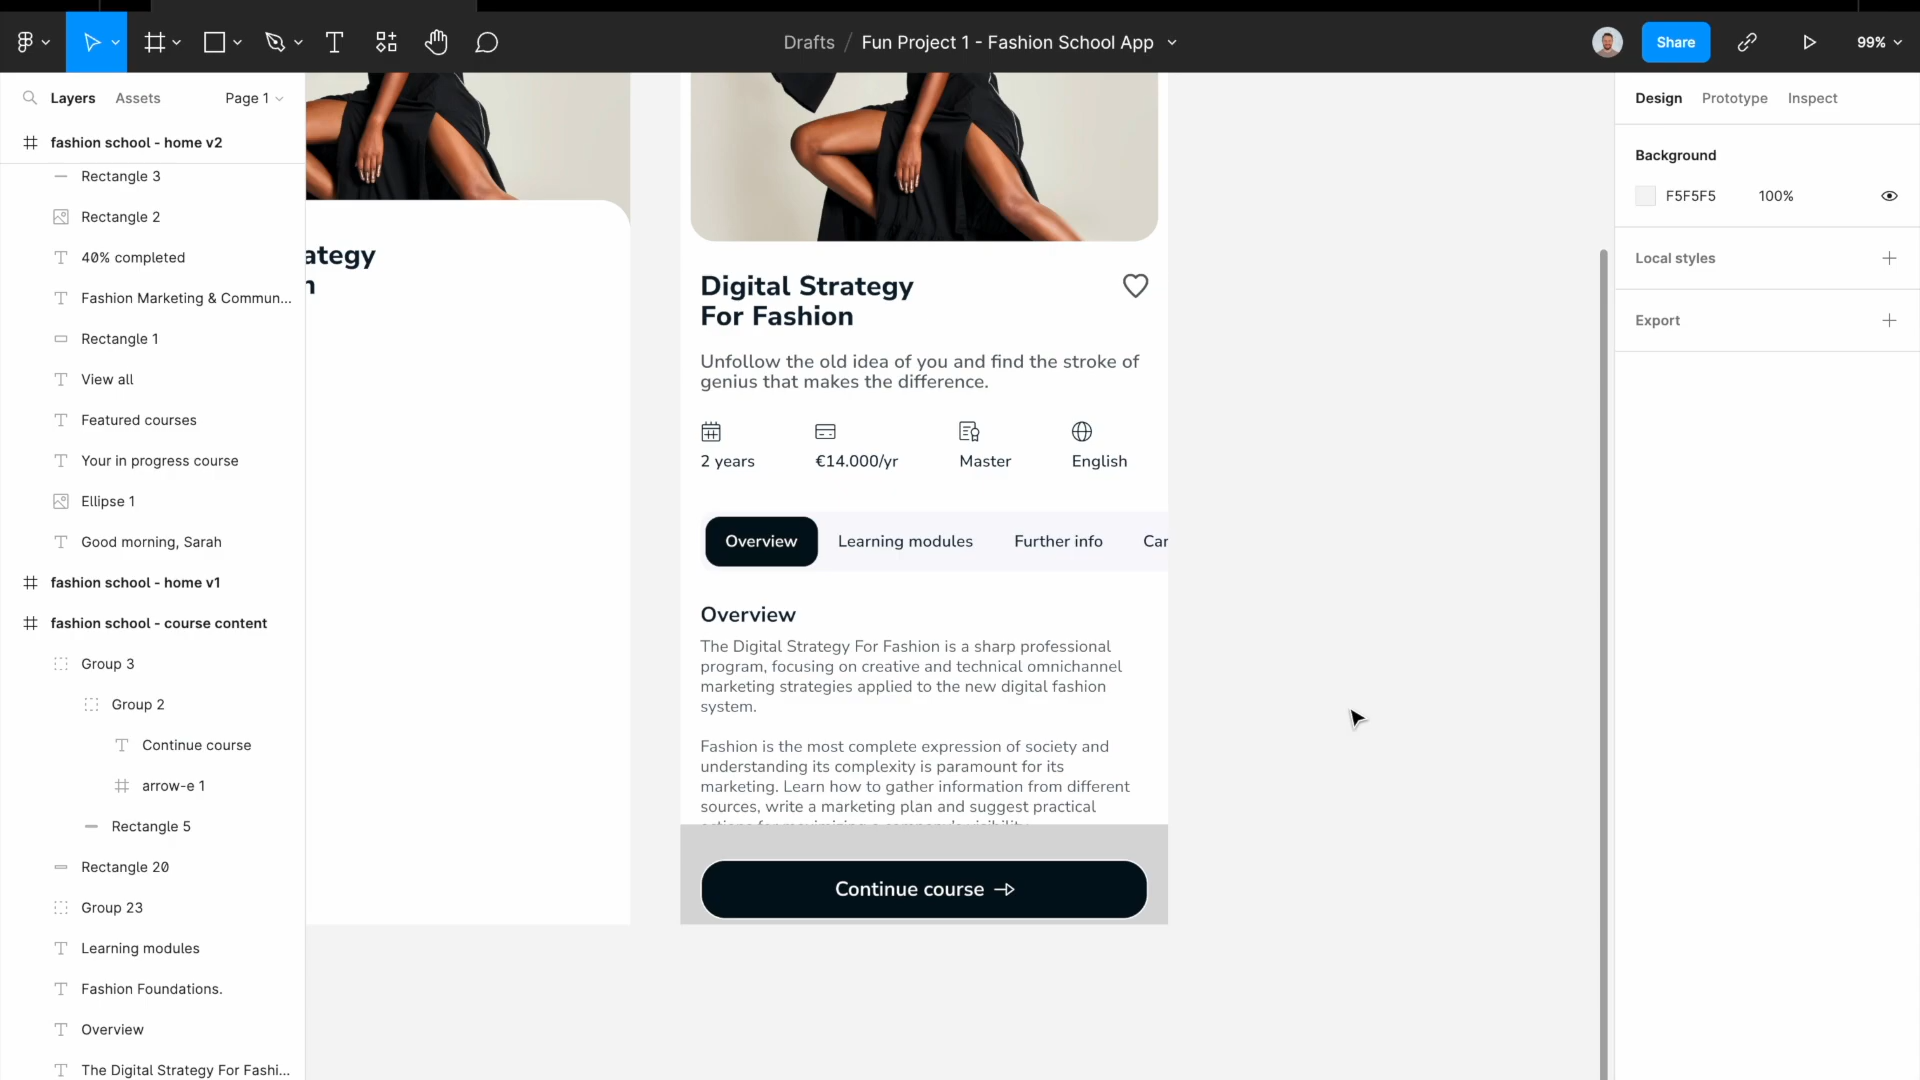 Drafts / Fun Project 1 - Fashion School App
Share
99%
Layers
Assets
Page 1
fashion school - home v2
Rectangle 3
Rectangle 2
40% completed
Fashion Marketing & Commun...
Rectangle 1
View all
Featured courses
Your in progress course
Ellipse 1
Good morning, Sarah
fashion school - home v1
fashion school - course content
Group 3
Group 2
Continue course
arrow-e 1
Rectangle 5
Rectangle 20
Group 23
Learning modules
Fashion Foundations.
Overview
The Digital Strategy For Fashi...
ategy
n
Digital Strategy
For Fashion
Unfollow the old idea of you and find the stroke of
genius that makes the difference.
2 years
€14.000/yr
Master
English
Overview
Learning modules
Further info
Car
Overview
The Digital Strategy For Fashion is a sharp professional
program, focusing on creative and technical omnichannel
marketing strategies applied to the new digital fashion
system.
Fashion is the most complete expression of society and
understanding its complexity is paramount for its
marketing. Learn how to gather information from different
sources, write a marketing plan and suggest practical
Continue course
Design
Prototype
Inspect
Background
F5F5F5
100%
Local styles
Export